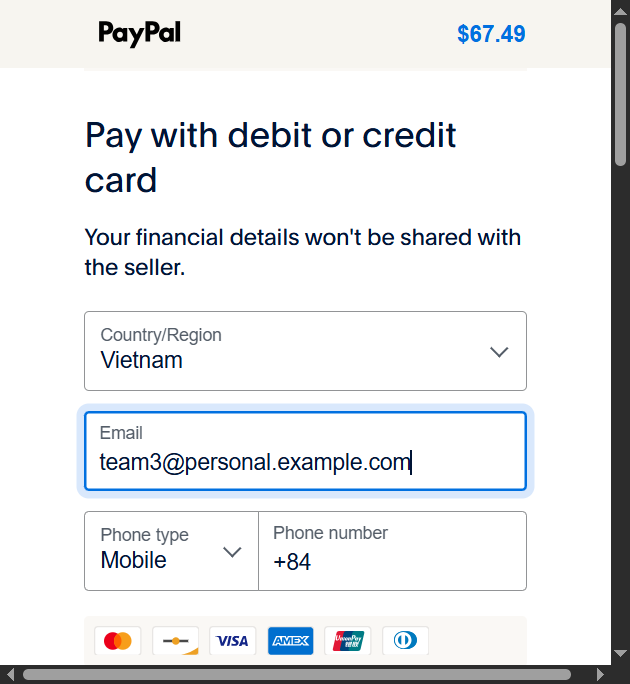 PayPal
$67.49
Pay with debit or credit
card
Your financial details won't be shared with
the seller.
Country/Region
Vietnam
Email
team3@personal.example.com
Phone type
Mobile
Phone number
+84
VISA
AMEX
UnionPay
银联